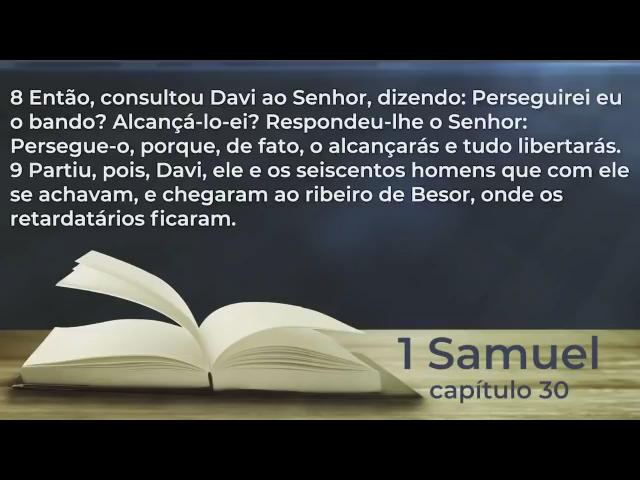 8 Então, consultou Davi ao Senhor, dizendo: Perseguirei eu
o bando? Alcançá-lo-ei? Respondeu-lhe o Senhor:
Persegue-o, porque, de fato, o alcançarás e tudo libertarás.
9 Partiu, pois, Davi, ele e os seiscentos homens que com ele
se achavam, e chegaram ao ribeiro de Besor, onde os
retardatários ficaram.
1 Samuel
capítulo 30